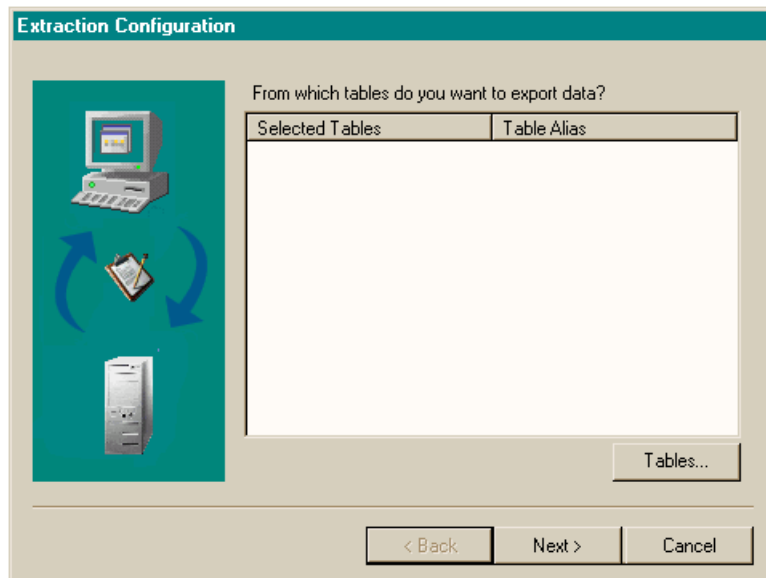 Extraction Configuration
From which tables do you want to export data?
Selected Tables Table Alias
Tables...
< Back Next > Cancel